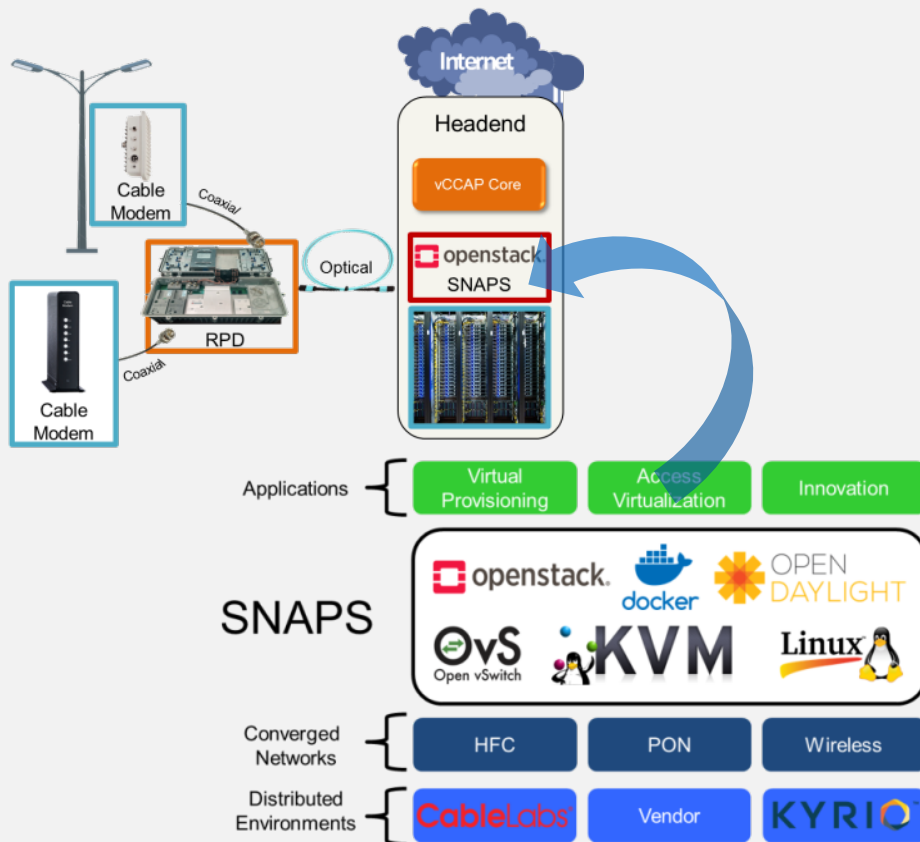 Internet
Headend
vCCAP Core
openstack.
SNAPS
Cable
Modem
Coaxial
Optical
RPD
Coaxial
Cable
Modem
Applications
Virtual
Provisioning
Access
Virtualization
Innovation
SNAPS
openstack.
docker
OPEN
DAYLIGHT
OvS
Open vSwitch
KVM
Linux
Converged
Networks
HFC
PON
Wireless
Distributed
Environments
CableLabs
Vendor
KYRIO